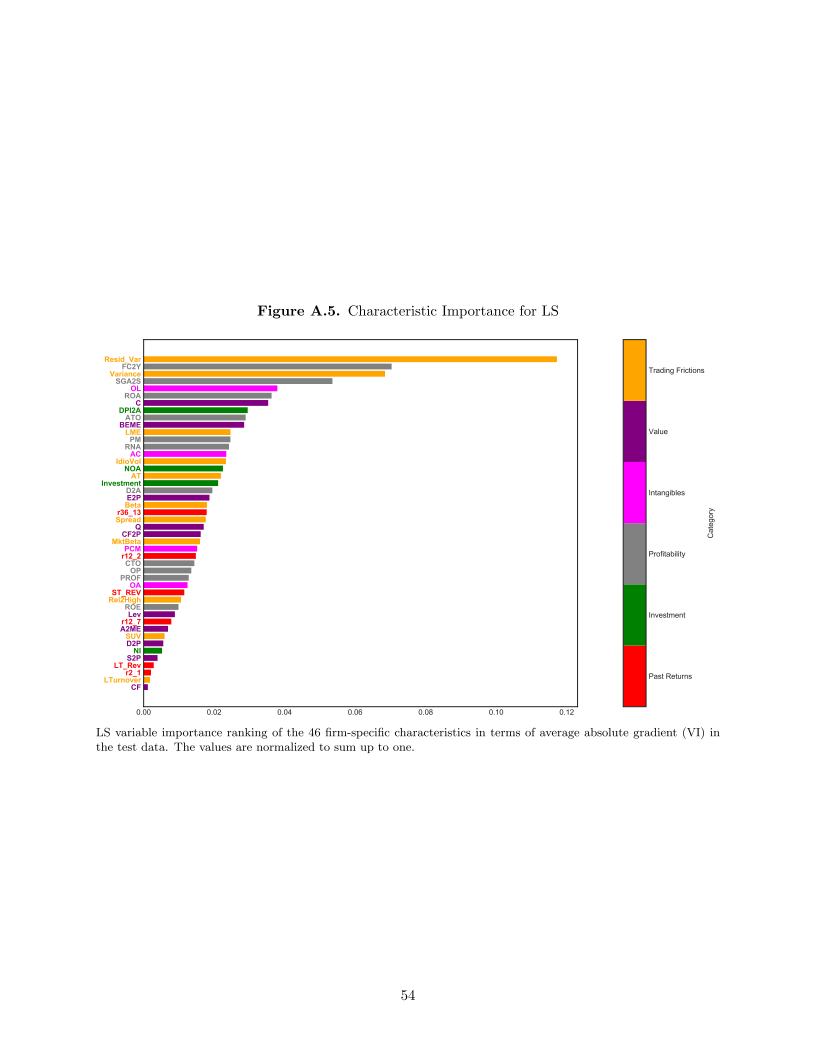 Figure A.5. Characteristic Importance for LS
Resid_Var
FC2Y
Variance
SGA2S
OL
ROA
C
DPI2A
ATO
BEME
LME
PM
RNA
AC
IdioVol
NOA
AT
Investment
D2A
E2P
Beta
r36_13
Spread
Q
CF2P
MktBeta
PCM
r12_2
CTO
OP
PROF
OA
ST_REV
Rel2High
ROE
Lev
r12_7
A2ME
SUV
D2P
NI
S2P
LT_Rev
r2_1
LTurnover
CF
0.00 0.02 0.04 0.06 0.08 0.10 0.12
Trading Frictions
Value
Intangibles
Profitability
Investment
Past Returns
Category
LS variable importance ranking of the 46 firm-specific characteristics in terms of average absolute gradient (VI) in
the test data. The values are normalized to sum up to one.
54